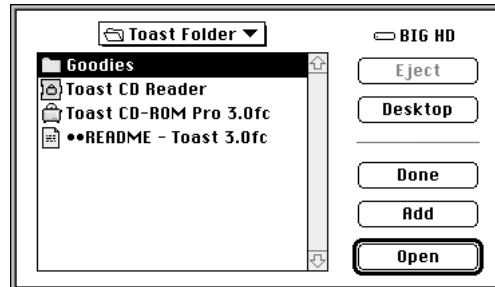 Toast Folder
BIG HD
Goodies
Toast CD Reader
Toast CD-ROM Pro 3.0fc
••README - Toast 3.0fc
Eject
Desktop
Done
Add
Open